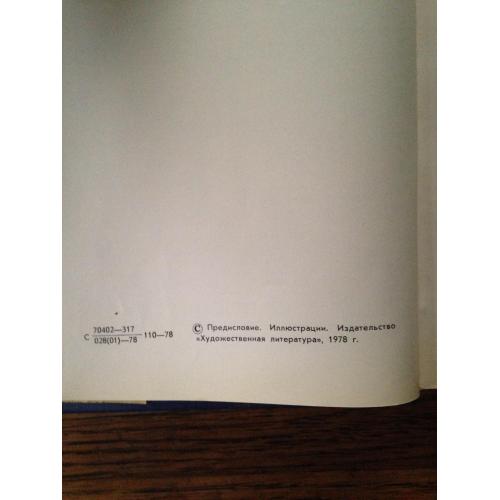 С 70402—317 110—78
028(01)—78
© Предисловие. Иллюстрации. Издательство
«Художественная литература», 1978 г.